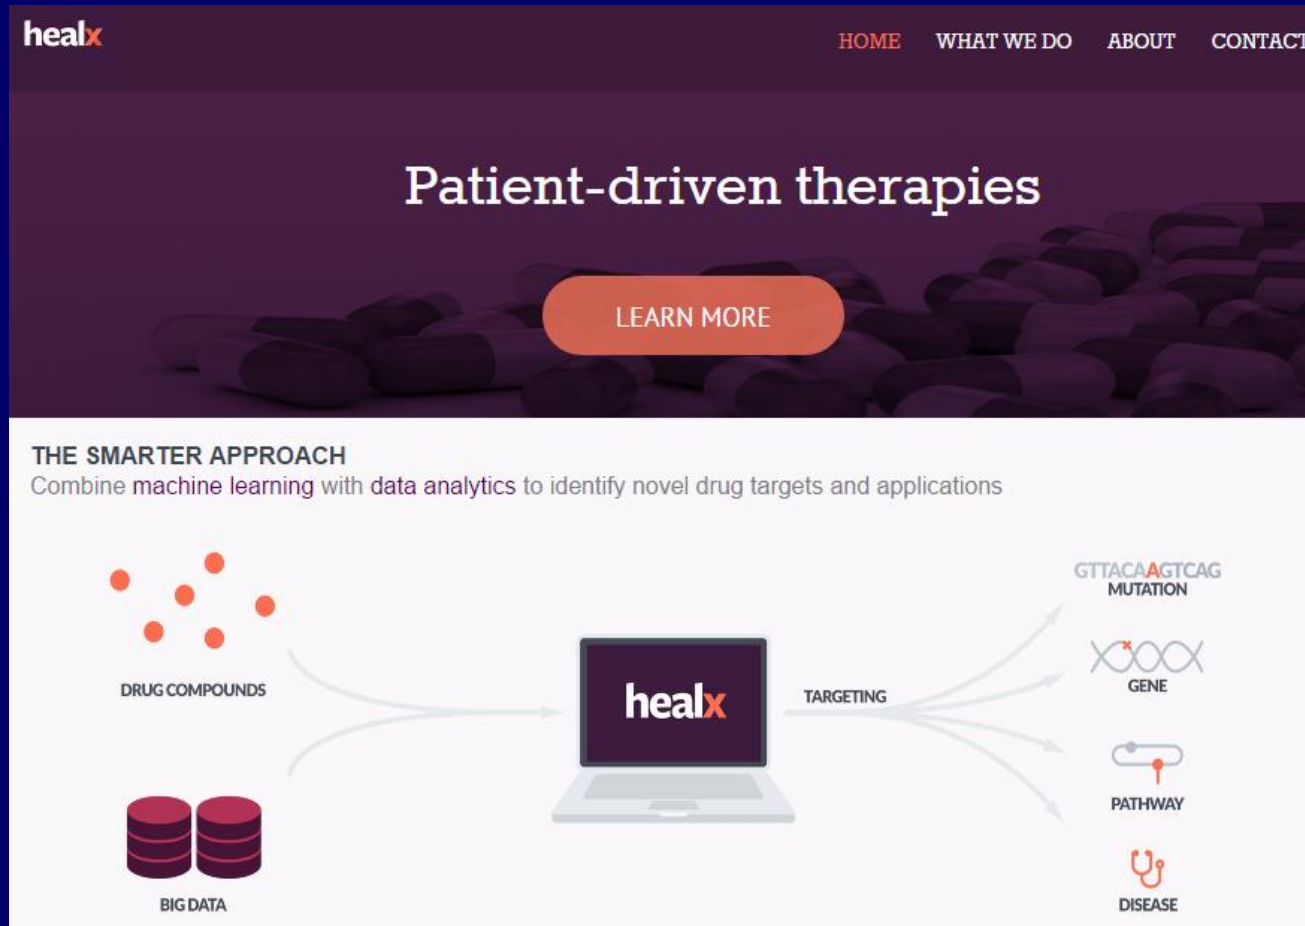 healx
HOME WHAT WE DO ABOUT CONTACT
Patient-driven therapies
LEARN MORE
THE SMARTER APPROACH
Combine machine learning with data analytics to identify novel drug targets and applications
DRUG COMPOUNDS
BIG DATA
healx
TARGETING
GTTACAAGTCAG
MUTATION
GENE
PATHWAY
DISEASE